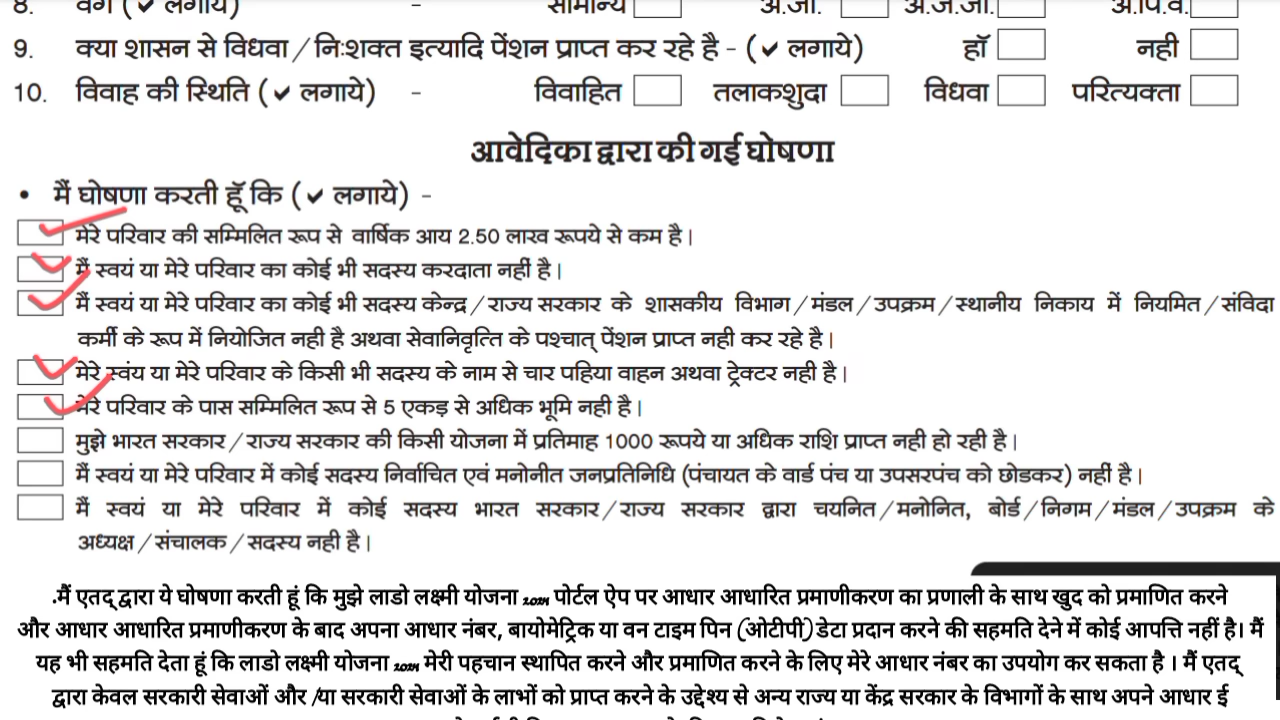 8. वर्ग (✓ लगाये) - सामान्य अ.जा. अ.ज.जा. अ.पि.व.
9. क्या शासन से विधवा/निःशक्त इत्यादि पेंशन प्राप्त कर रहे है - (✓ लगाये) हॉ नही
10. विवाह की स्थिति (✓ लगाये) - विवाहित तलाकशुदा विधवा परित्यक्ता
आवेदिका द्वारा की गई घोषणा
• मैं घोषणा करती हूँ कि (✓ लगाये) -
मेरे परिवार की सम्मिलित रूप से वार्षिक आय 2.50 लाख रूपये से कम है।
मैं स्वयं या मेरे परिवार का कोई भी सदस्य करदाता नहीं है।
मैं स्वयं या मेरे परिवार का कोई भी सदस्य केन्द्र/राज्य सरकार के शासकीय विभाग/मंडल/उपक्रम/स्थानीय निकाय में नियमित/संविदा
कर्मी के रूप में नियोजित नही है अथवा सेवानिवृत्ति के पश्चात् पेंशन प्राप्त नही कर रहे है।
मेरे स्वंय या मेरे परिवार के किसी भी सदस्य के नाम से चार पहिया वाहन अथवा ट्रेक्टर नही है।
मेरे परिवार के पास सम्मिलित रूप से 5 एकड़ से अधिक भूमि नही है।
मुझे भारत सरकार/राज्य सरकार की किसी योजना में प्रतिमाह 1000 रूपये या अधिक राशि प्राप्त नही हो रही है।
मैं स्वयं या मेरे परिवार में कोई सदस्य निर्वाचित एवं मनोनीत जनप्रतिनिधि (पंचायत के वार्ड पंच या उपसरपंच को छोडकर) नहीं है।
मैं स्वयं या मेरे परिवार में कोई सदस्य भारत सरकार/राज्य सरकार द्वारा चयनित/मनोनित, बोर्ड/निगम/मंडल/उपक्रम के
अध्यक्ष/संचालक/सदस्य नही है।
.मैं एतद् द्वारा ये घोषणा करती हूं कि मुझे लाडो लक्ष्मी योजना 2024 पोर्टल ऐप पर आधार आधारित प्रमाणीकरण का प्रणाली के साथ खुद को प्रमाणित करने
और आधार आधारित प्रमाणीकरण के बाद अपना आधार नंबर, बायोमेट्रिक या वन टाइम पिन (ओटीपी) डेटा प्रदान करने की सहमति देने में कोई आपत्ति नहीं है। मैं
यह भी सहमति देता हूं कि लाडो लक्ष्मी योजना 2024 मेरी पहचान स्थापित करने और प्रमाणित करने के लिए मेरे आधार नंबर का उपयोग कर सकता है । मैं एतद्
द्वारा केवल सरकारी सेवाओं और /या सरकारी सेवाओं के लाभों को प्राप्त करने के उद्देश्य से अन्य राज्य या केंद्र सरकार के विभागों के साथ अपने आधार ई